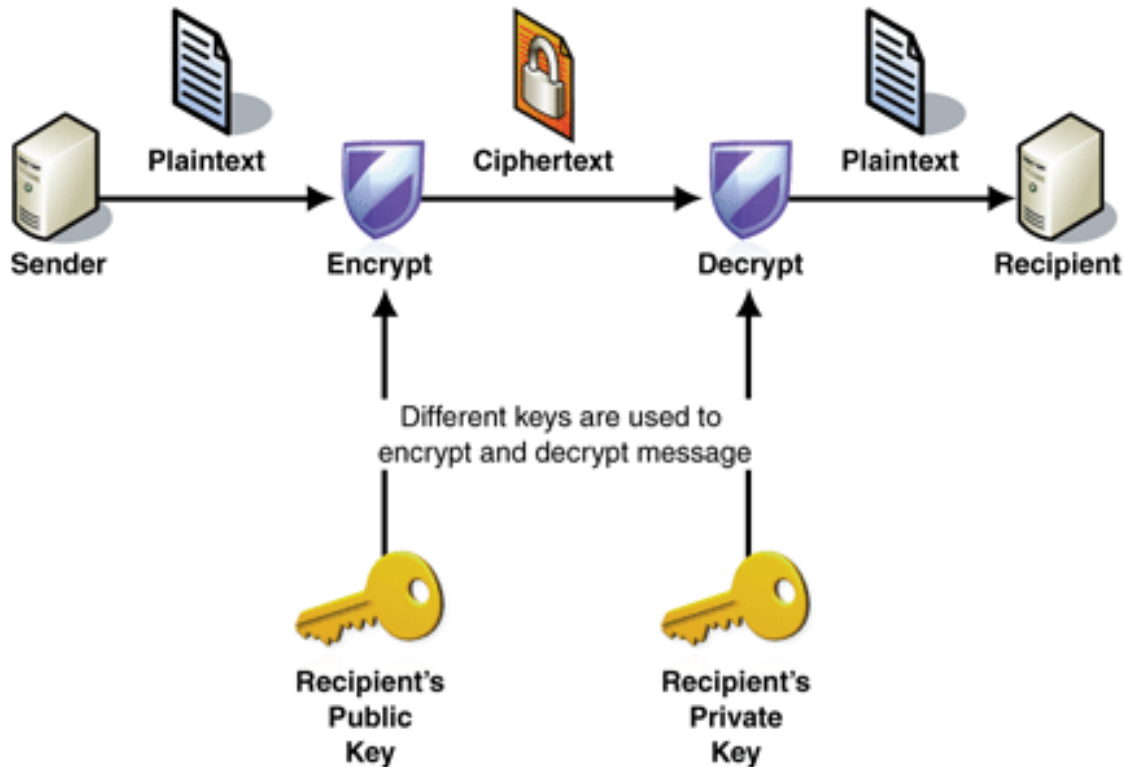 Plaintext
Ciphertext
Plaintext
Sender
Encrypt
Decrypt
Recipient
Different keys are used to
encrypt and decrypt message
Recipient's
Public
Key
Recipient's
Private
Key